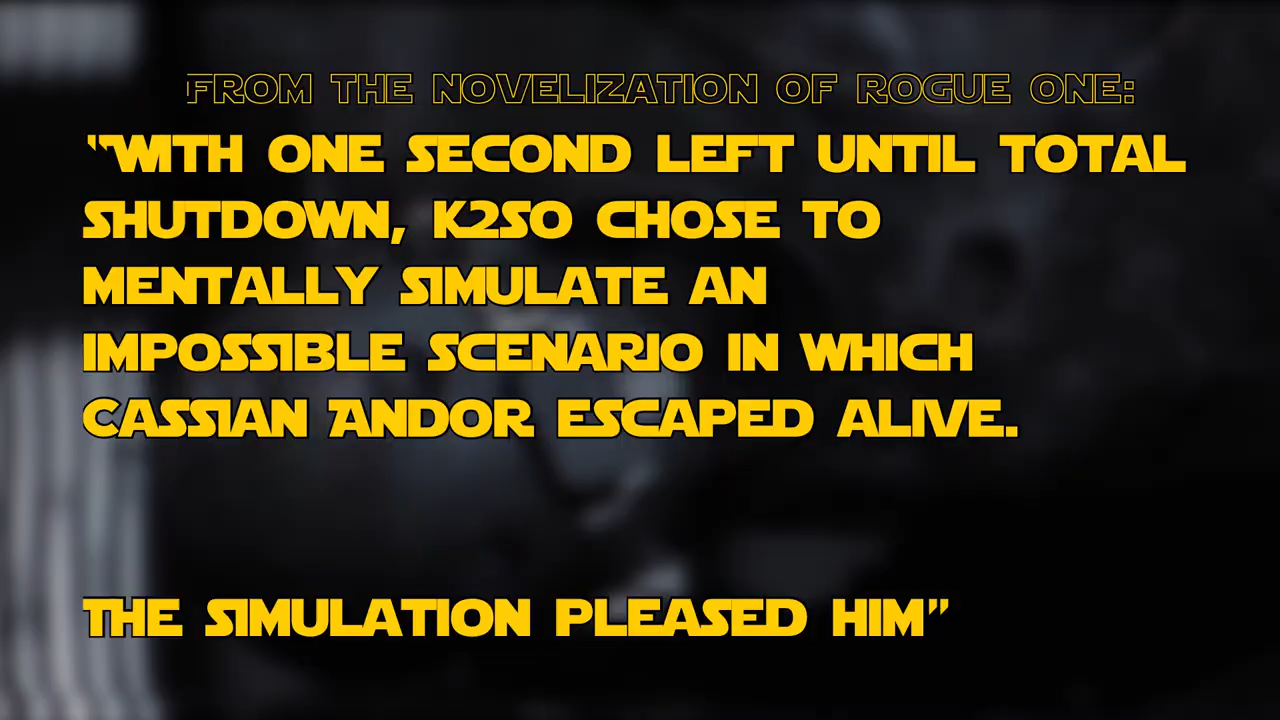 FROM THE NOVELIZATION OF ROGUE ONE:
“WITH ONE SECOND LEFT UNTIL TOTAL
SHUTDOWN, K2SO CHOSE TO
MENTALLY SIMULATE AN
IMPOSSIBLE SCENARIO IN WHICH
CASSIAN ANDOR ESCAPED ALIVE.
THE SIMULATION PLEASED HIM”